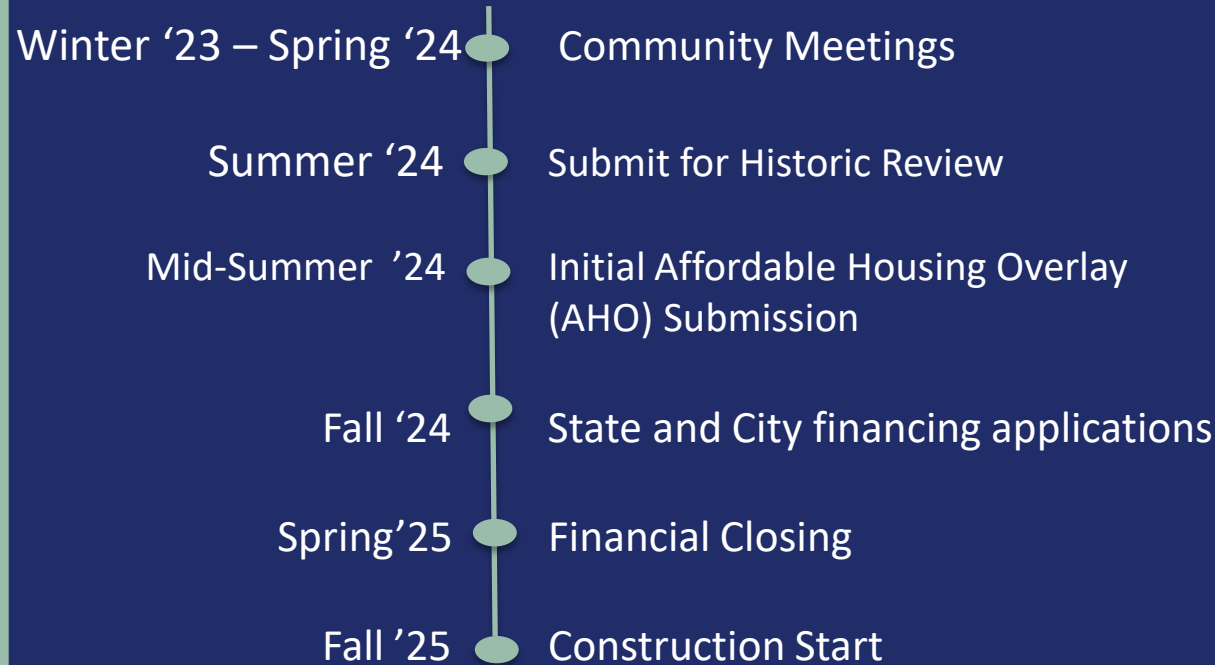 Winter ‘23 – Spring ‘24 Community Meetings
Summer ‘24 Submit for Historic Review
Mid-Summer ’24 Initial Affordable Housing Overlay
(AHO) Submission
Fall ‘24 State and City financing applications
Spring’25 Financial Closing
Fall ’25 Construction Start